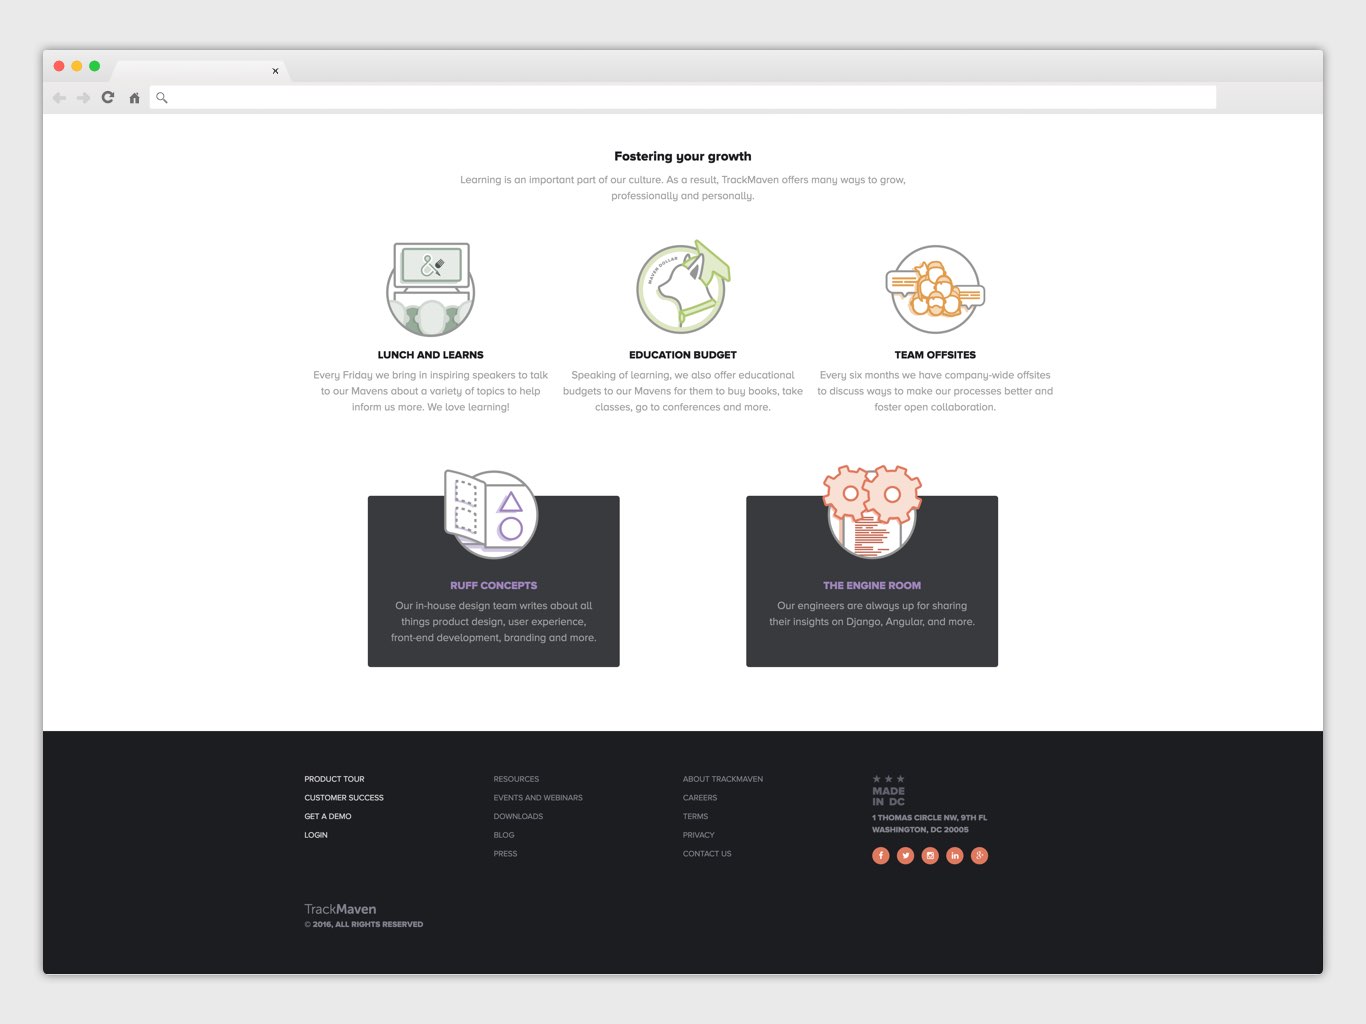 Fostering your growth
Learning is an important part of our culture. As a result, TrackMaven offers many ways to grow,
professionally and personally.
MAVEN DOLLAR
LUNCH AND LEARNS
Every Friday we bring in inspiring speakers to talk
to our Mavens about a variety of topics to help
inform us more. We love learning!
EDUCATION BUDGET
Speaking of learning, we also offer educational
budgets to our Mavens for them to buy books, take
classes, go to conferences and more.
TEAM OFFSITES
Every six months we have company-wide offsites
to discuss ways to make our processes better and
foster open collaboration.
RUFF CONCEPTS
Our in-house design team writes about all
things product design, user experience,
front-end development, branding and more.
THE ENGINE ROOM
Our engineers are always up for sharing
their insights on Django, Angular, and more.
PRODUCT TOUR
CUSTOMER SUCCESS
GET A DEMO
LOGIN
RESOURCES
EVENTS AND WEBINARS
DOWNLOADS
BLOG
PRESS
ABOUT TRACKMAVEN
CAREERS
TERMS
PRIVACY
CONTACT US
MADE
IN DC
1 THOMAS CIRCLE NW, 9TH FL
WASHINGTON, DC 20005
TrackMaven
© 2016, ALL RIGHTS RESERVED